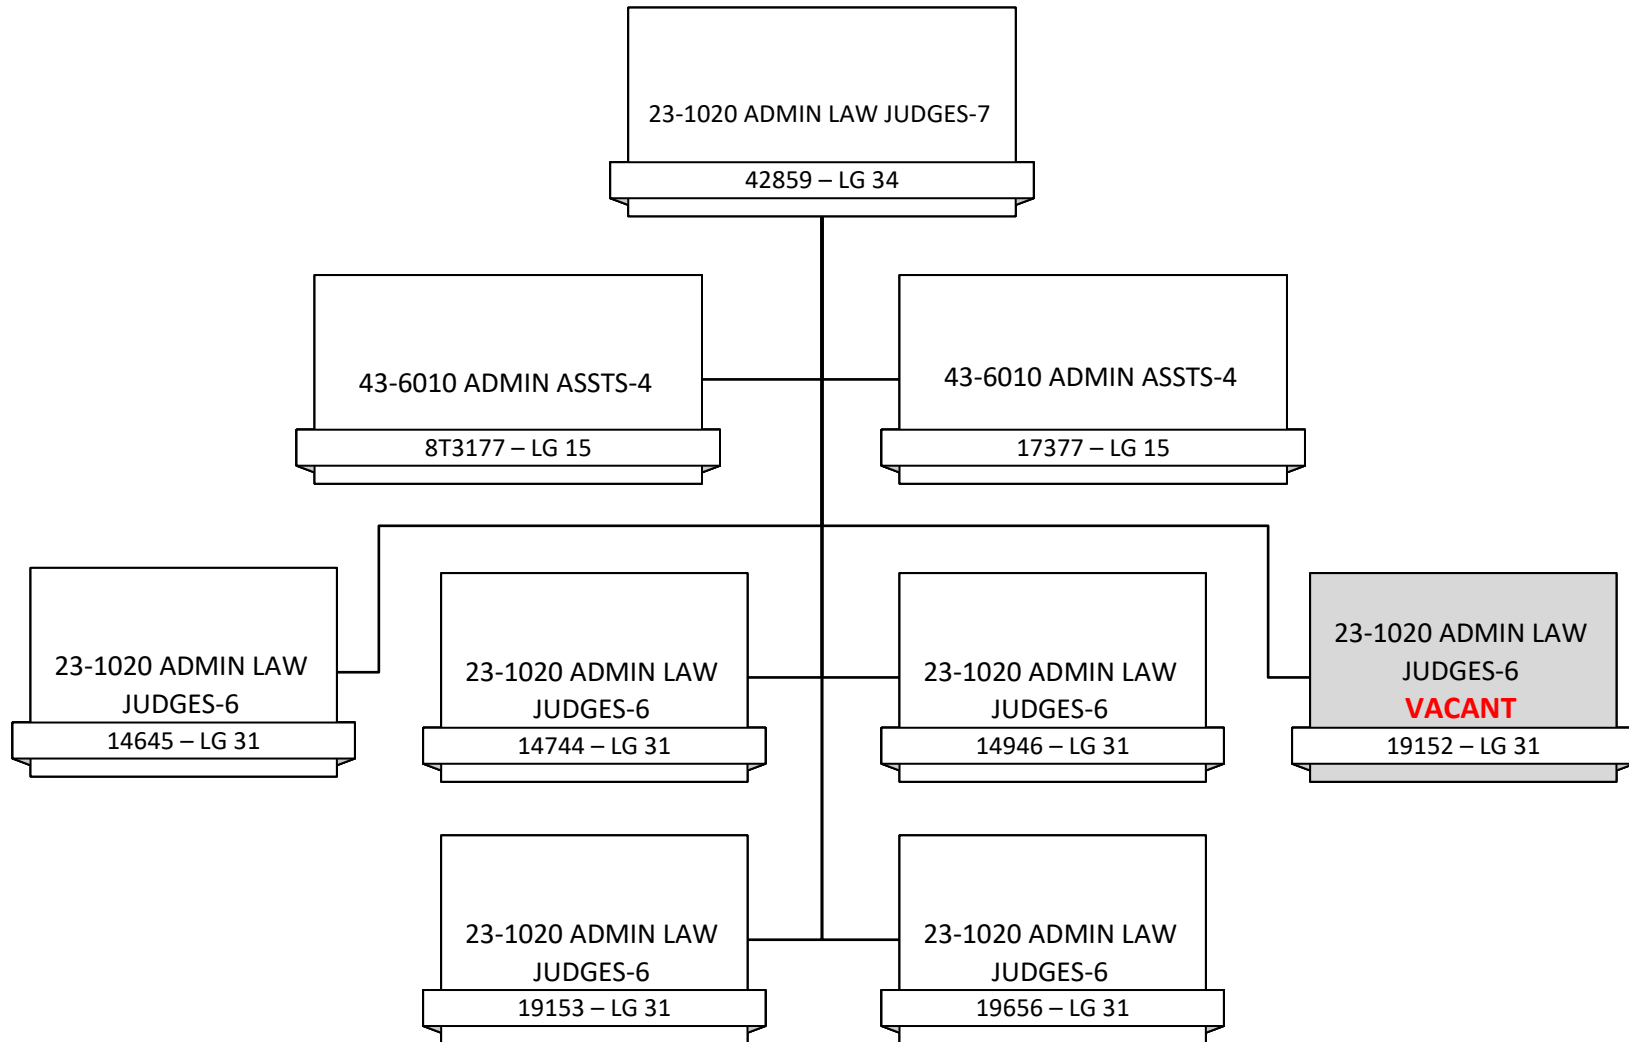 23-1020 ADMIN LAW JUDGES-7
42859 – LG 34
43-6010 ADMIN ASSTS-4
8T3177 – LG 15
43-6010 ADMIN ASSTS-4
17377 – LG 15
23-1020 ADMIN LAW
JUDGES-6
14645 – LG 31
23-1020 ADMIN LAW
JUDGES-6
14744 – LG 31
23-1020 ADMIN LAW
JUDGES-6
14946 – LG 31
23-1020 ADMIN LAW
JUDGES-6
VACANT
19152 – LG 31
23-1020 ADMIN LAW
JUDGES-6
19153 – LG 31
23-1020 ADMIN LAW
JUDGES-6
19656 – LG 31